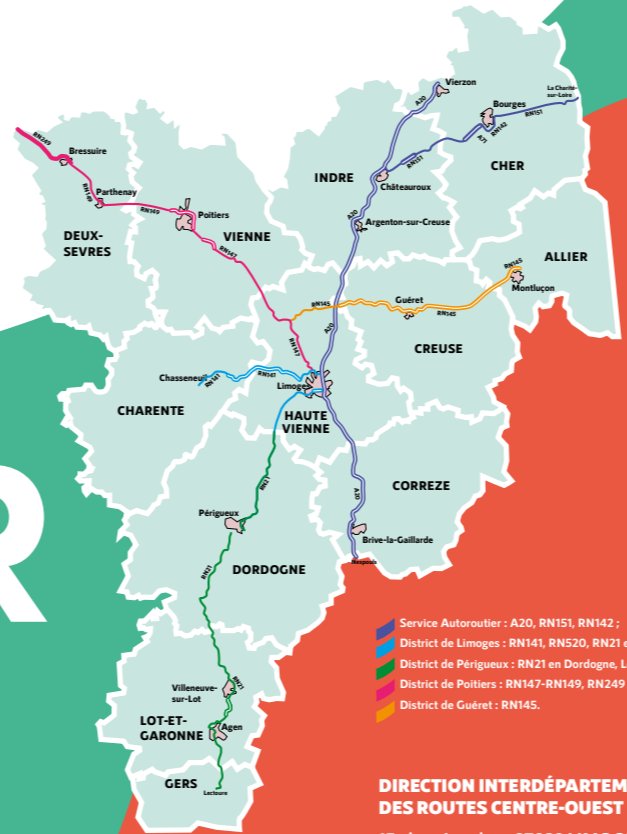 Vierzon
A20
La Charité-
sur-Loire
Bourges
RN151
RN142
A71
RN151
CHER
INDRE
Châteauroux
RN249
Bressuire
RN149
Parthenay
RN149
Poitiers
VIENNE
RN147
DEUX-
SEVRES
A20
Argenton-sur-Creuse
ALLIER
RN145
Montluçon
RN145
Guéret
RN145
A20
CREUSE
RN147
Chasseneuil
RN141
RN141
Limoges
CHARENTE
HAUTE
VIENNE
R
RN21
A20
CORREZE
Périgueux
Brive-la-Gaillarde
Nespouls
RN21
DORDOGNE
Service Autoroutier : A20, RN151, RN142 ;
District de Limoges : RN141, RN520, RN21 e
District de Périgueux : RN21 en Dordogne, L
District de Poitiers : RN147-RN149, RN249
District de Guéret : RN145.
Villeneuve-
sur-Lot
RN21
LOT-ET-
GARONNE
Agen
GERS
Lectoure
DIRECTION INTERDÉPARTEM
DES ROUTES CENTRE-OUEST